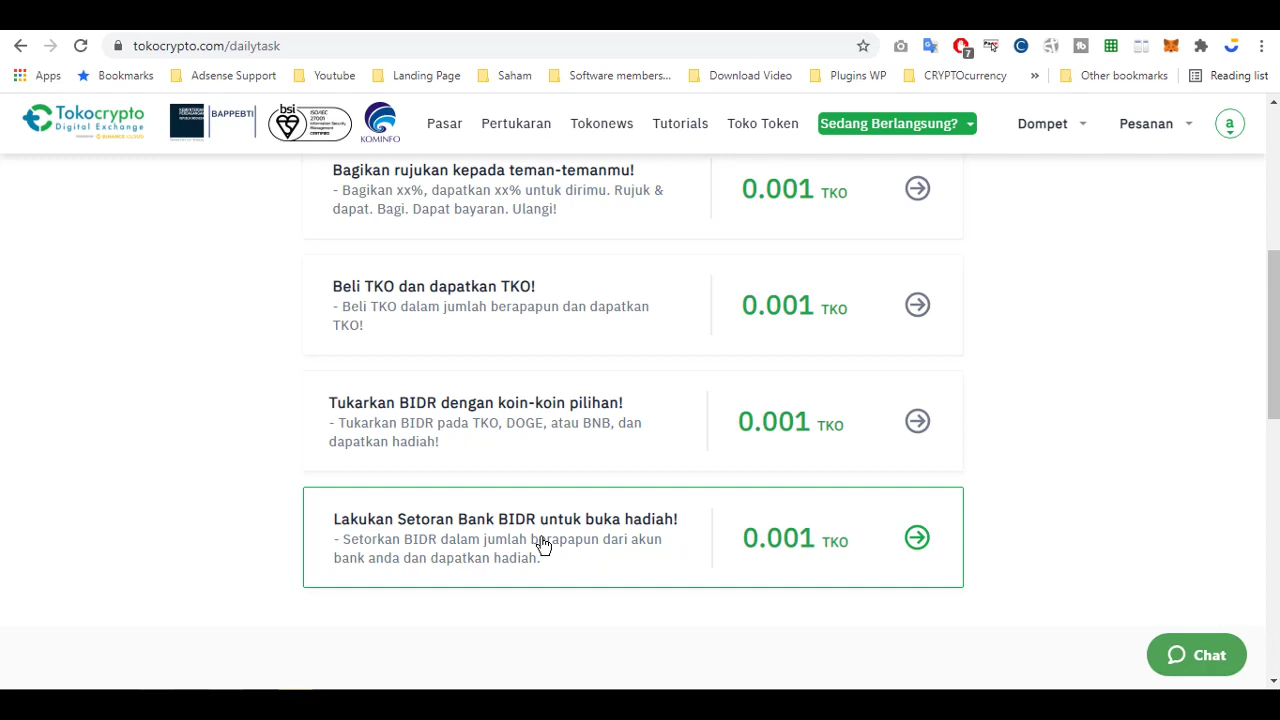 tokocrypto.com/dailytask
7
Apps Bookmarks Adsense Support Youtube Landing Page Saham Software members... Download Video Plugins WP CRYPTOcurrency » Other bookmarks Reading list
Tokocrypto
Digital Exchange
BAPPEBTI
bsi
ISO/IEC
27001
KOMINFO
Pasar Pertukaran Tokonews Tutorials Toko Token Sedang Berlangsung? Dompet Pesanan a
Bagikan rujukan kepada teman-temanmu!
- Bagikan xx%, dapatkan xx% untuk dirimu. Rujuk &
dapat. Bagi. Dapat bayaran. Ulangi!
0.001 TKO
Beli TKO dan dapatkan TKO!
- Beli TKO dalam jumlah berapapun dan dapatkan
TKO!
0.001 TKO
Tukarkan BIDR dengan koin-koin pilihan!
- Tukarkan BIDR pada TKO, DOGE, atau BNB, dan
dapatkan hadiah!
0.001 TKO
Lakukan Setoran Bank BIDR untuk buka hadiah!
- Setorkan BIDR dalam jumlah berapapun dari akun
bank anda dan dapatkan hadiah.
0.001 TKO
Chat